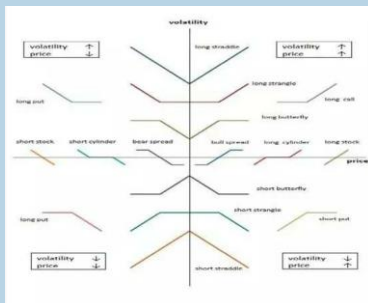 volatility
volatility ↑
price ↓
long straddle
volatility ↑
price ↑
long put
long strangle
long call
long butterfly
short stock
short cylinder
bear spread
bull spread
long cylinder
long stock
price
short butterfly
long put
short strangle
short put
volatility ↓
price ↓
short straddle
volatility ↓
price ↑